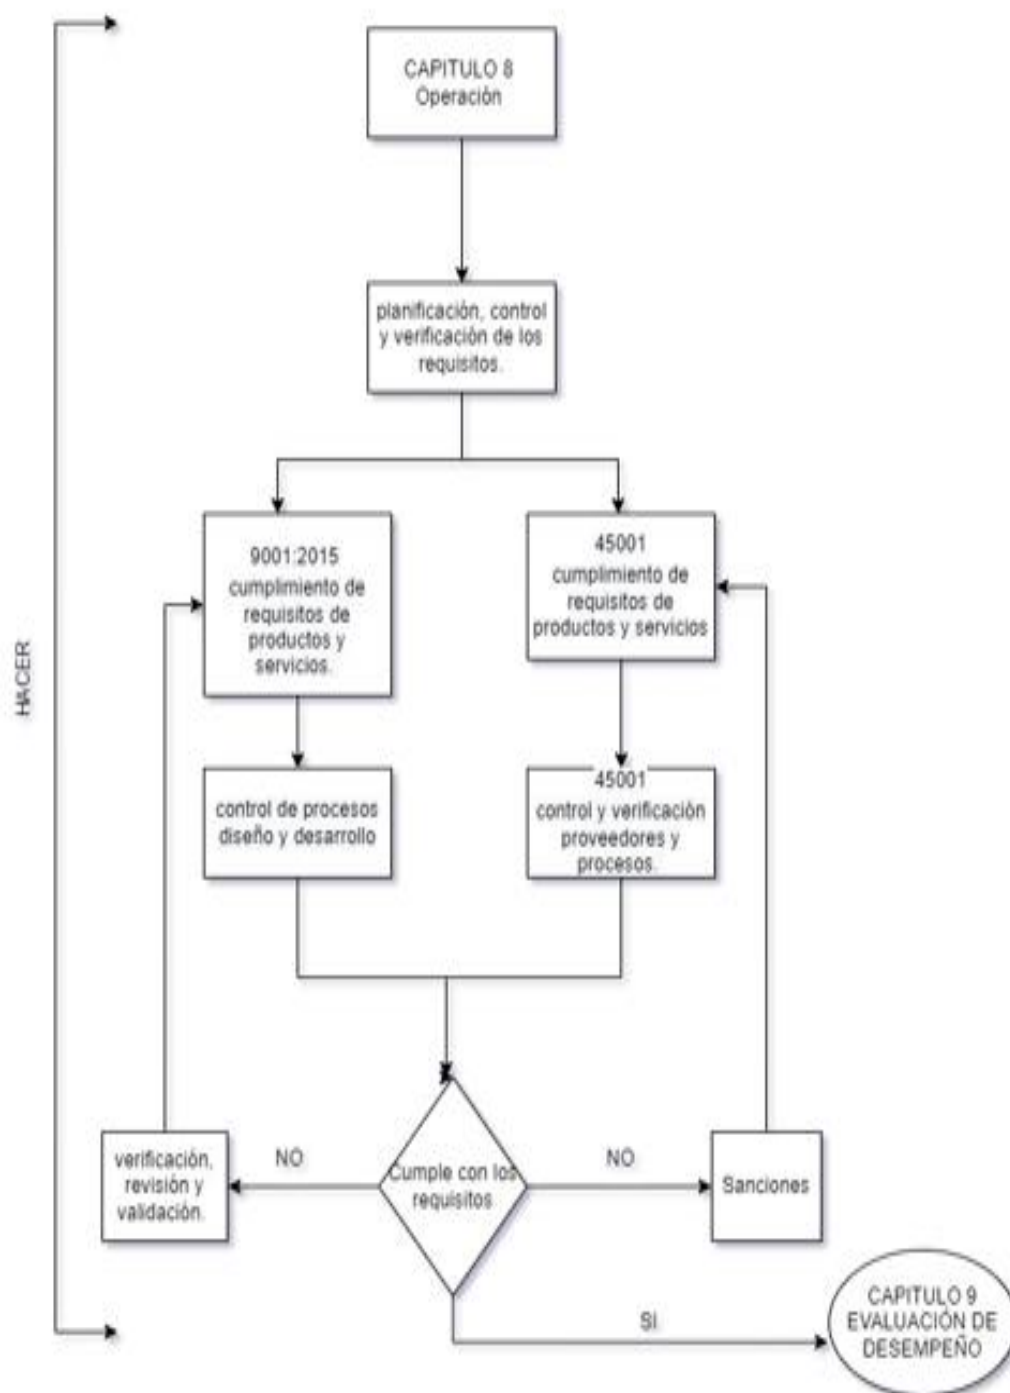 CAPITULO 8
Operación
planificación, control
y verificación de los
requisitos.
9001:2015
cumplimiento de
requisitos de
productos y
servicios.
45001
cumplimiento de
requisitos de
productos y servicios
HACER
control de procesos
diseño y desarrollo
45001
control y verificación
proveedores y
procesos.
verificación,
revisión y
validación.
NO
Cumple con los
requisitos
NO
Sanciones
SI
CAPITULO 9
EVALUACIÓN DE
DESEMPEÑO